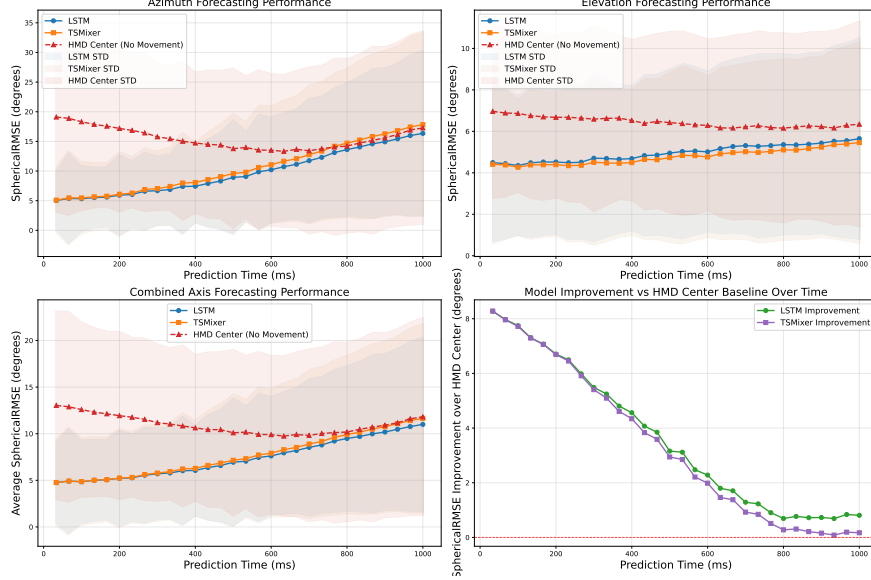 Azimuth Forecasting Performance
SphericalRMSE (degrees)
35
30
25
20
15
10
5
0
LSTM
TSMixer
HMD Center (No Movement)
LSTM STD
TSMixer STD
HMD Center STD
0
200
400
600
800
1000
Prediction Time (ms)
Elevation Forecasting Performance
SphericalRMSE (degrees)
10
8
6
4
2
0
LSTM
TSMixer
HMD Center (No Movement)
LSTM STD
TSMixer STD
HMD Center STD
0
200
400
600
800
1000
Prediction Time (ms)
Combined Axis Forecasting Performance
Average SphericalRMSE (degrees)
20
15
10
5
0
LSTM
TSMixer
HMD Center (No Movement)
0
200
400
600
800
1000
Prediction Time (ms)
Model Improvement vs HMD Center Baseline Over Time
SphericalRMSE Improvement over HMD Center (degrees)
8
6
4
2
0
LSTM Improvement
TSMixer Improvement
0
200
400
600
800
1000
Prediction Time (ms)